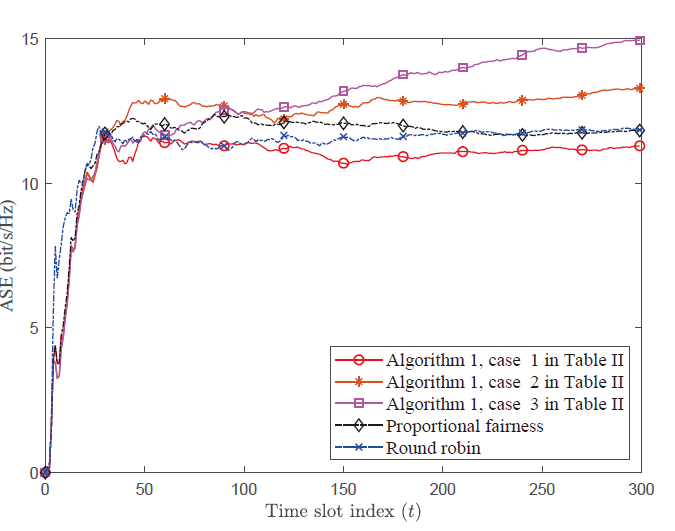 15
10
5
0
ASE (bit/s/Hz)
Algorithm 1, case 1 in Table II
Algorithm 1, case 2 in Table II
Algorithm 1, case 3 in Table II
Proportional fairness
Round robin
0 50 100 150 200 250 300
Time slot index (t)